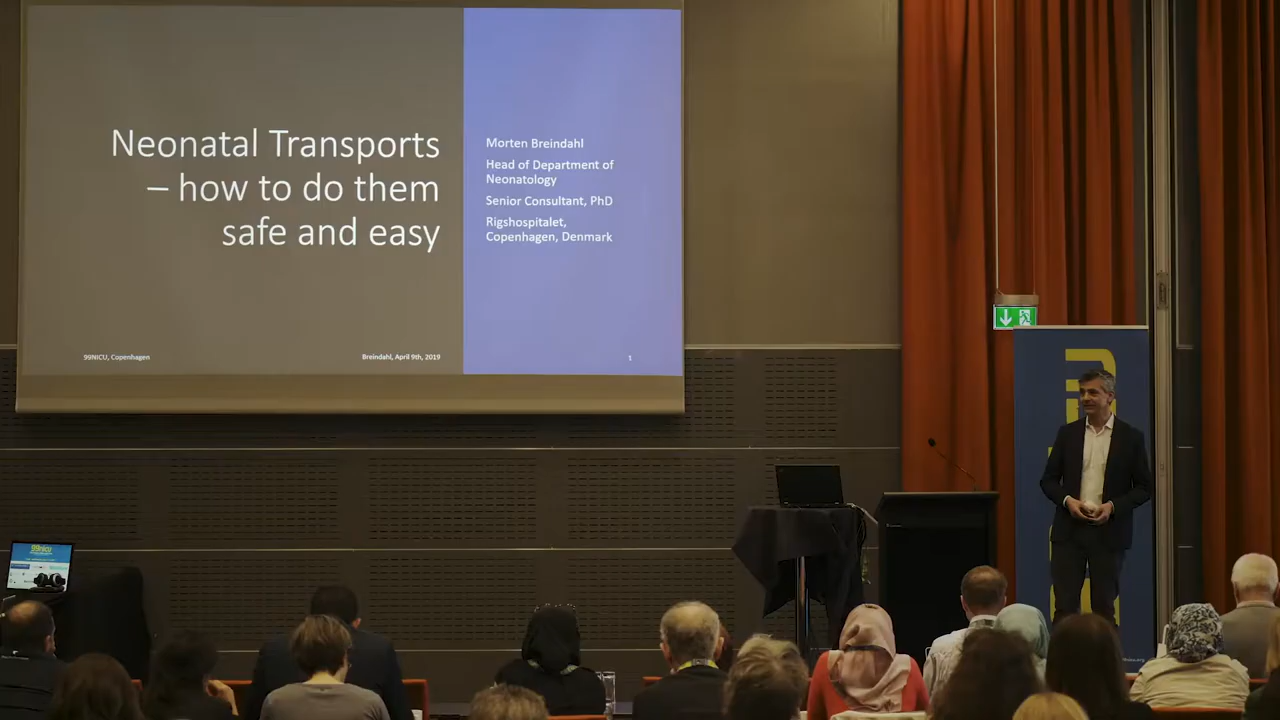 Neonatal Transports
– how to do them
safe and easy
Morten Breindahl
Head of Department of
Neonatology
Senior Consultant, PhD
Rigshospitalet,
Copenhagen, Denmark
99NICU, Copenhagen
Breindahl, April 9th, 2019
1
99nicu